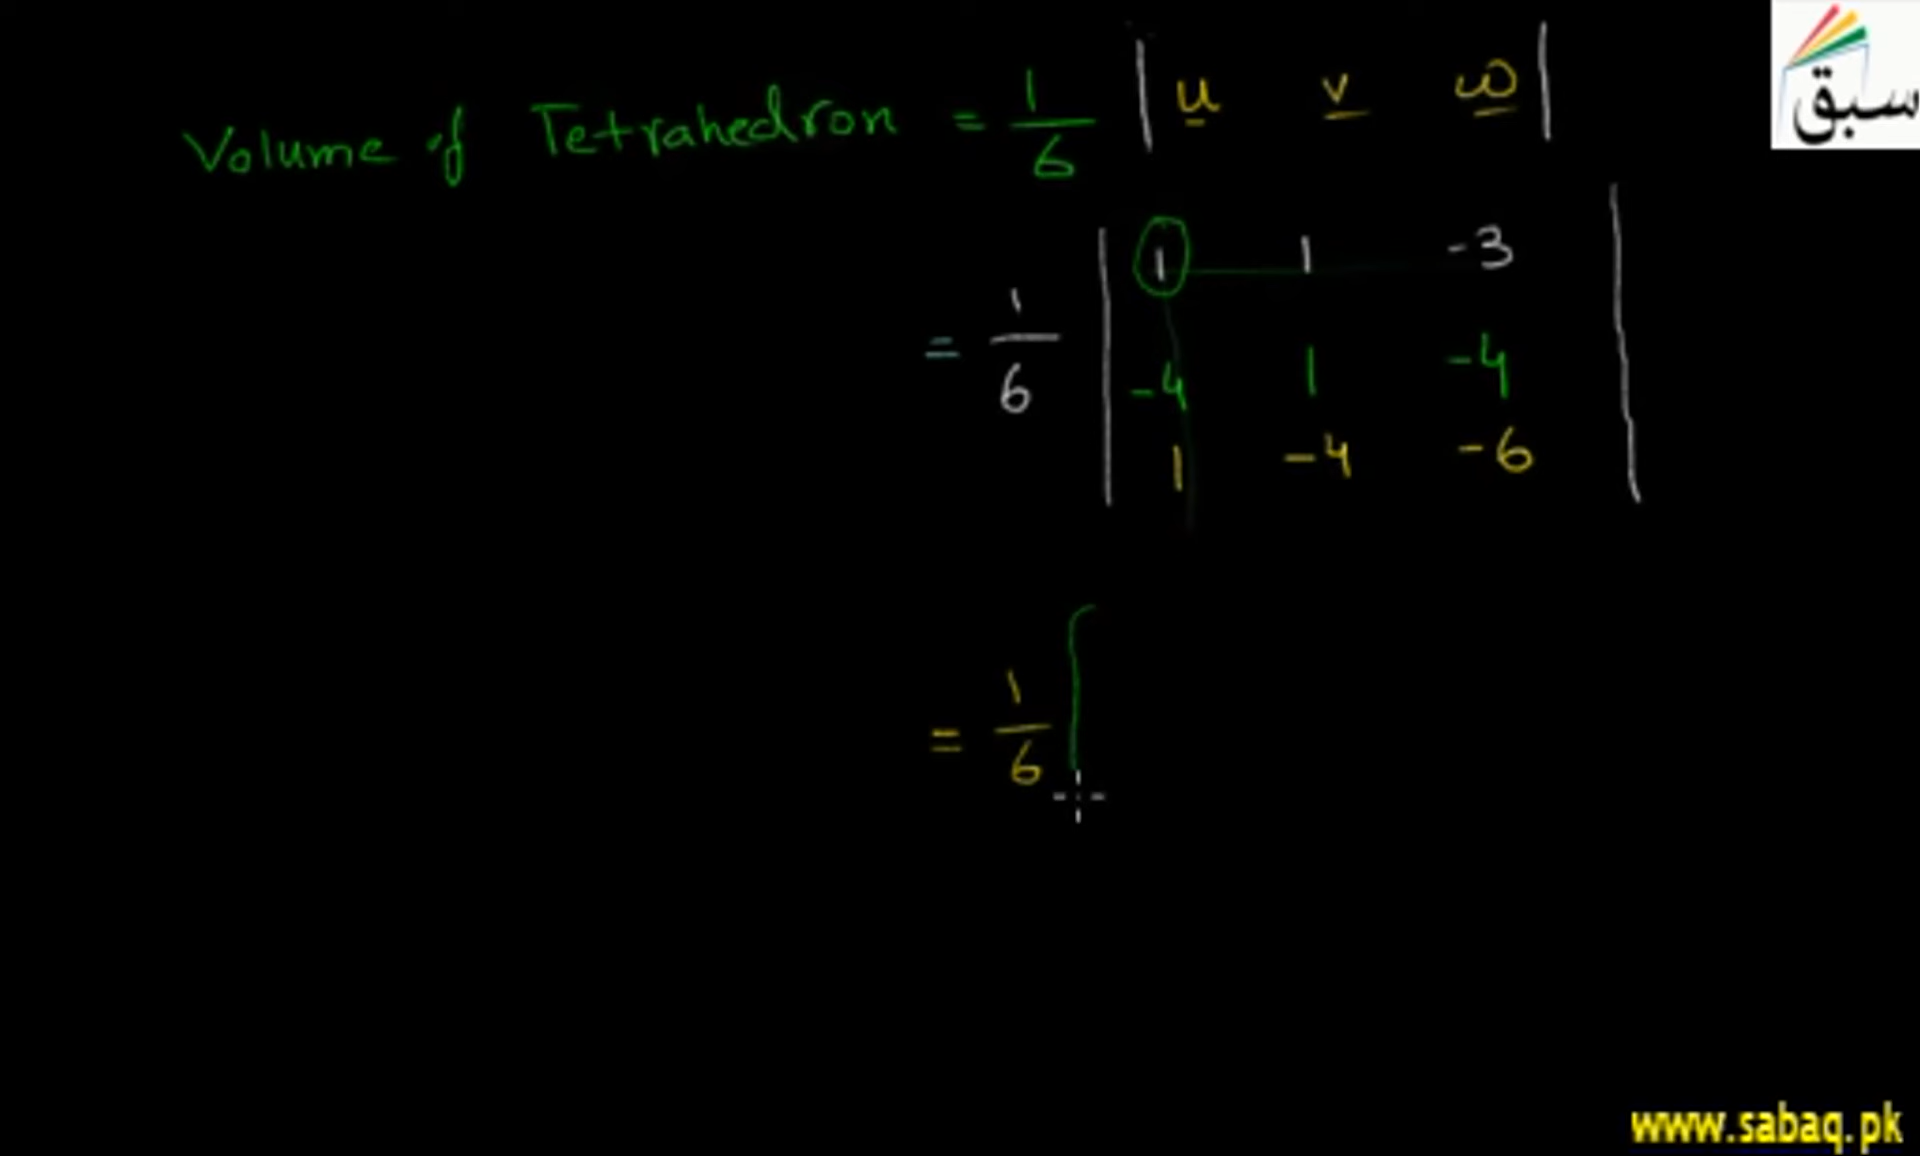 Volume of Tetrahedron = 1/6 | u v w |
سبق
= 1/6 | 1 1 -3
-4 1 -4
1 -4 -6 |
= 1/6 [
www.sabaq.pk